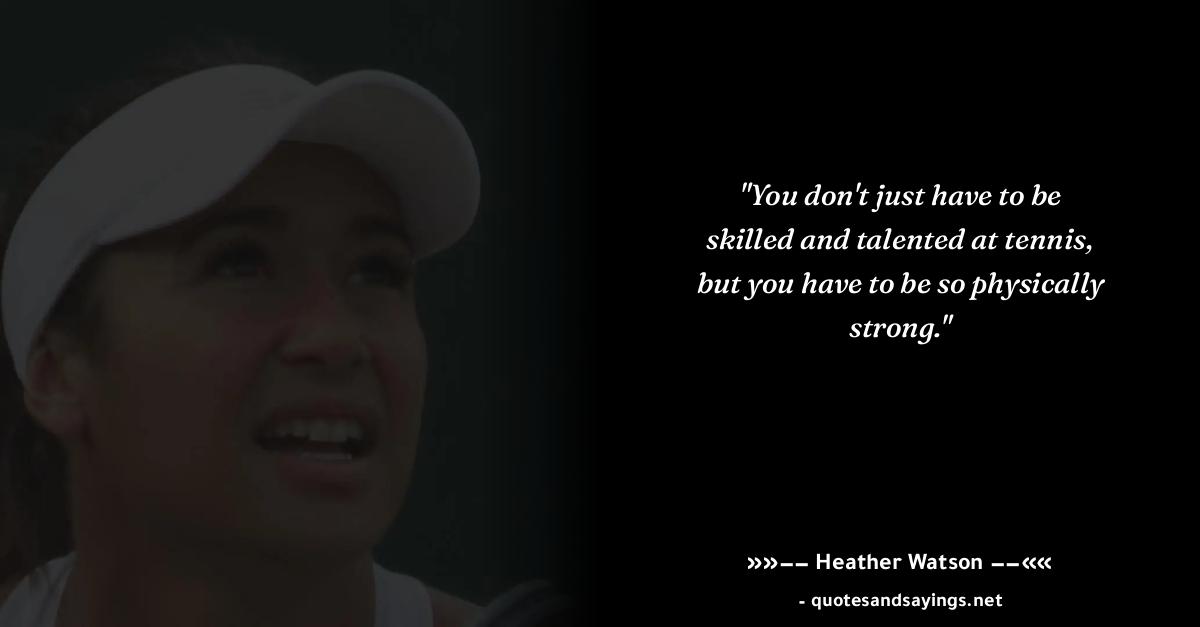 "You don't just have to be
skilled and talented at tennis,
but you have to be so physically
strong."
»»–– Heather Watson ––««
- quotesandsayings.net